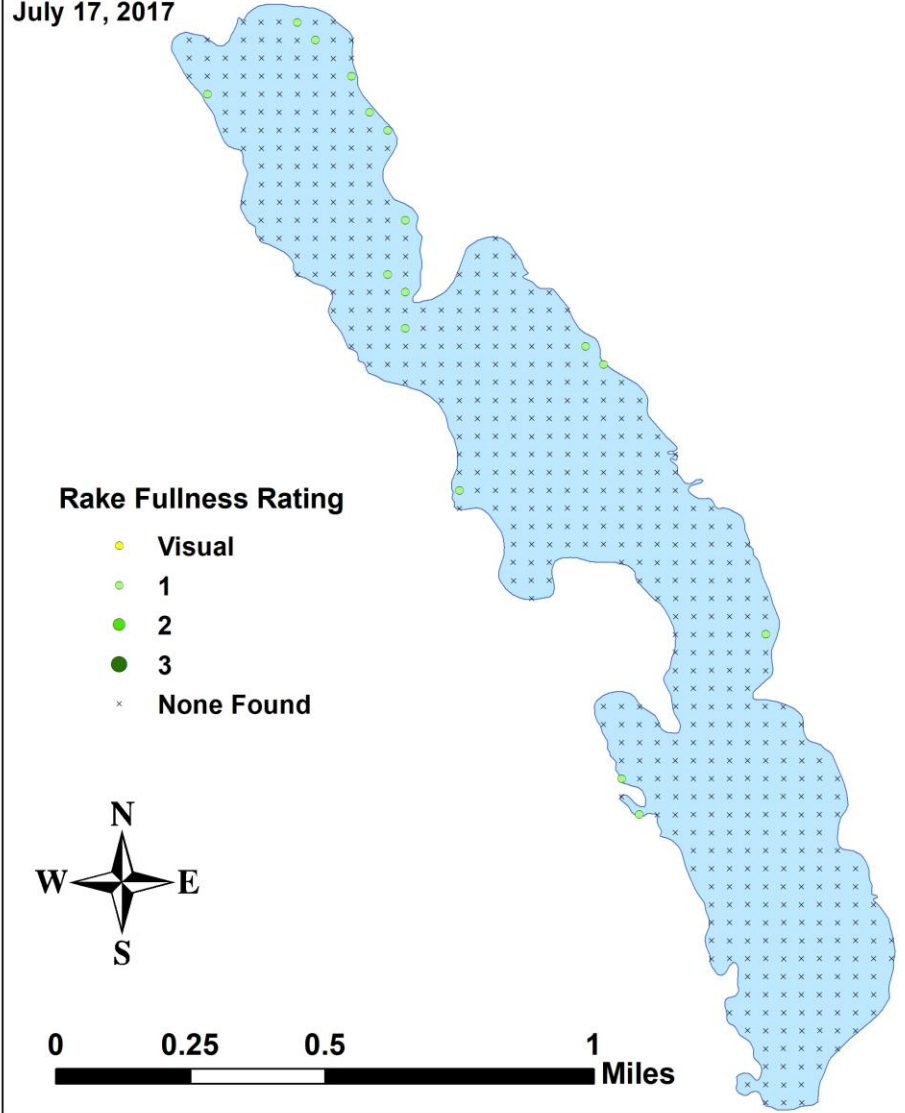 July 17, 2017
Rake Fullness Rating
Visual
1
2
3
None Found
N
W E
S
0 0.25 0.5 1
Miles